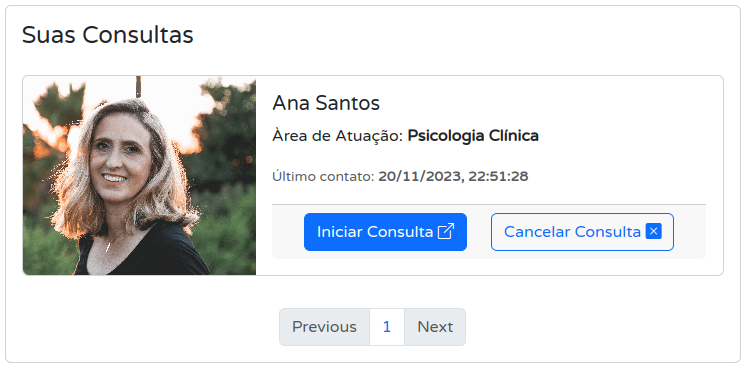 Suas Consultas
Ana Santos
Àrea de Atuação: Psicologia Clínica
Último contato: 20/11/2023, 22:51:28
Iniciar Consulta
Cancelar Consulta
Previous 1 Next